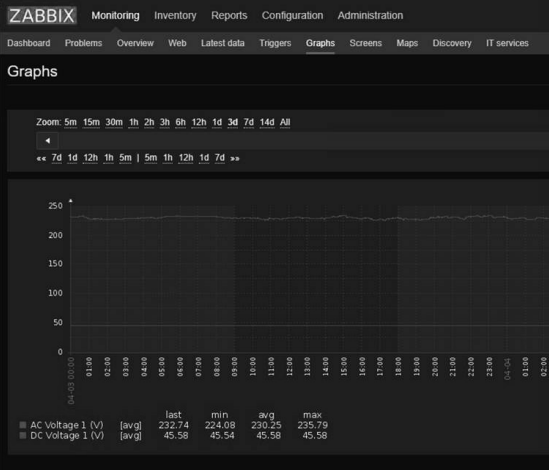 ZABBIX Monitoring Inventory Reports Configuration Administration
Dashboard Problems Overview Web Latest data Triggers Graphs Screens Maps Discovery IT services
Graphs
Zoom: 5m 15m 30m 1h 2h 3h 6h 12h 1d 3d 7d 14d All
◄
«« 7d 1d 12h 1h 5m | 5m 1h 12h 1d 7d »»
250
200
150
100
50
0
04-03 00:00 01:00 02:00 03:00 04:00 05:00 06:00 07:00 08:00 09:00 10:00 11:00 12:00 13:00 14:00 15:00 16:00 17:00 18:00 19:00 20:00 21:00 22:00 23:00 04-04 01:00 02:00
last min avg max
AC Voltage 1 (V) [avg] 232.74 224.08 230.25 235.79
DC Voltage 1 (V) [avg] 45.58 45.54 45.58 45.58